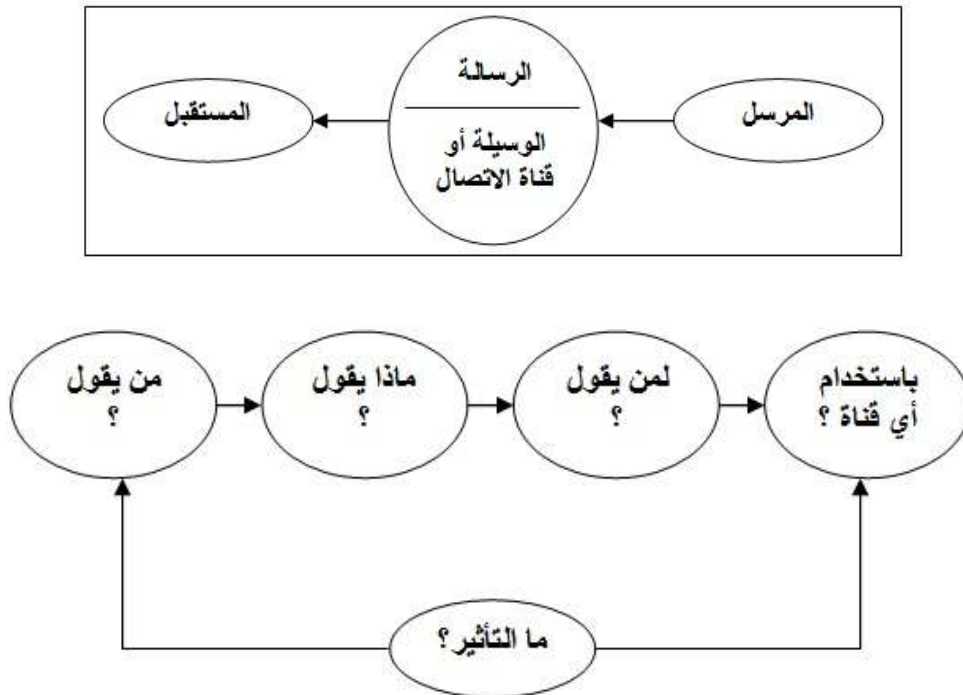 المرسل
الرسالة
الوسيلة أو
قناة الاتصال
المستقبل
من يقول
؟
ماذا يقول
؟
لمن يقول
؟
باستخدام
أي قناة ؟
ما التأثير؟